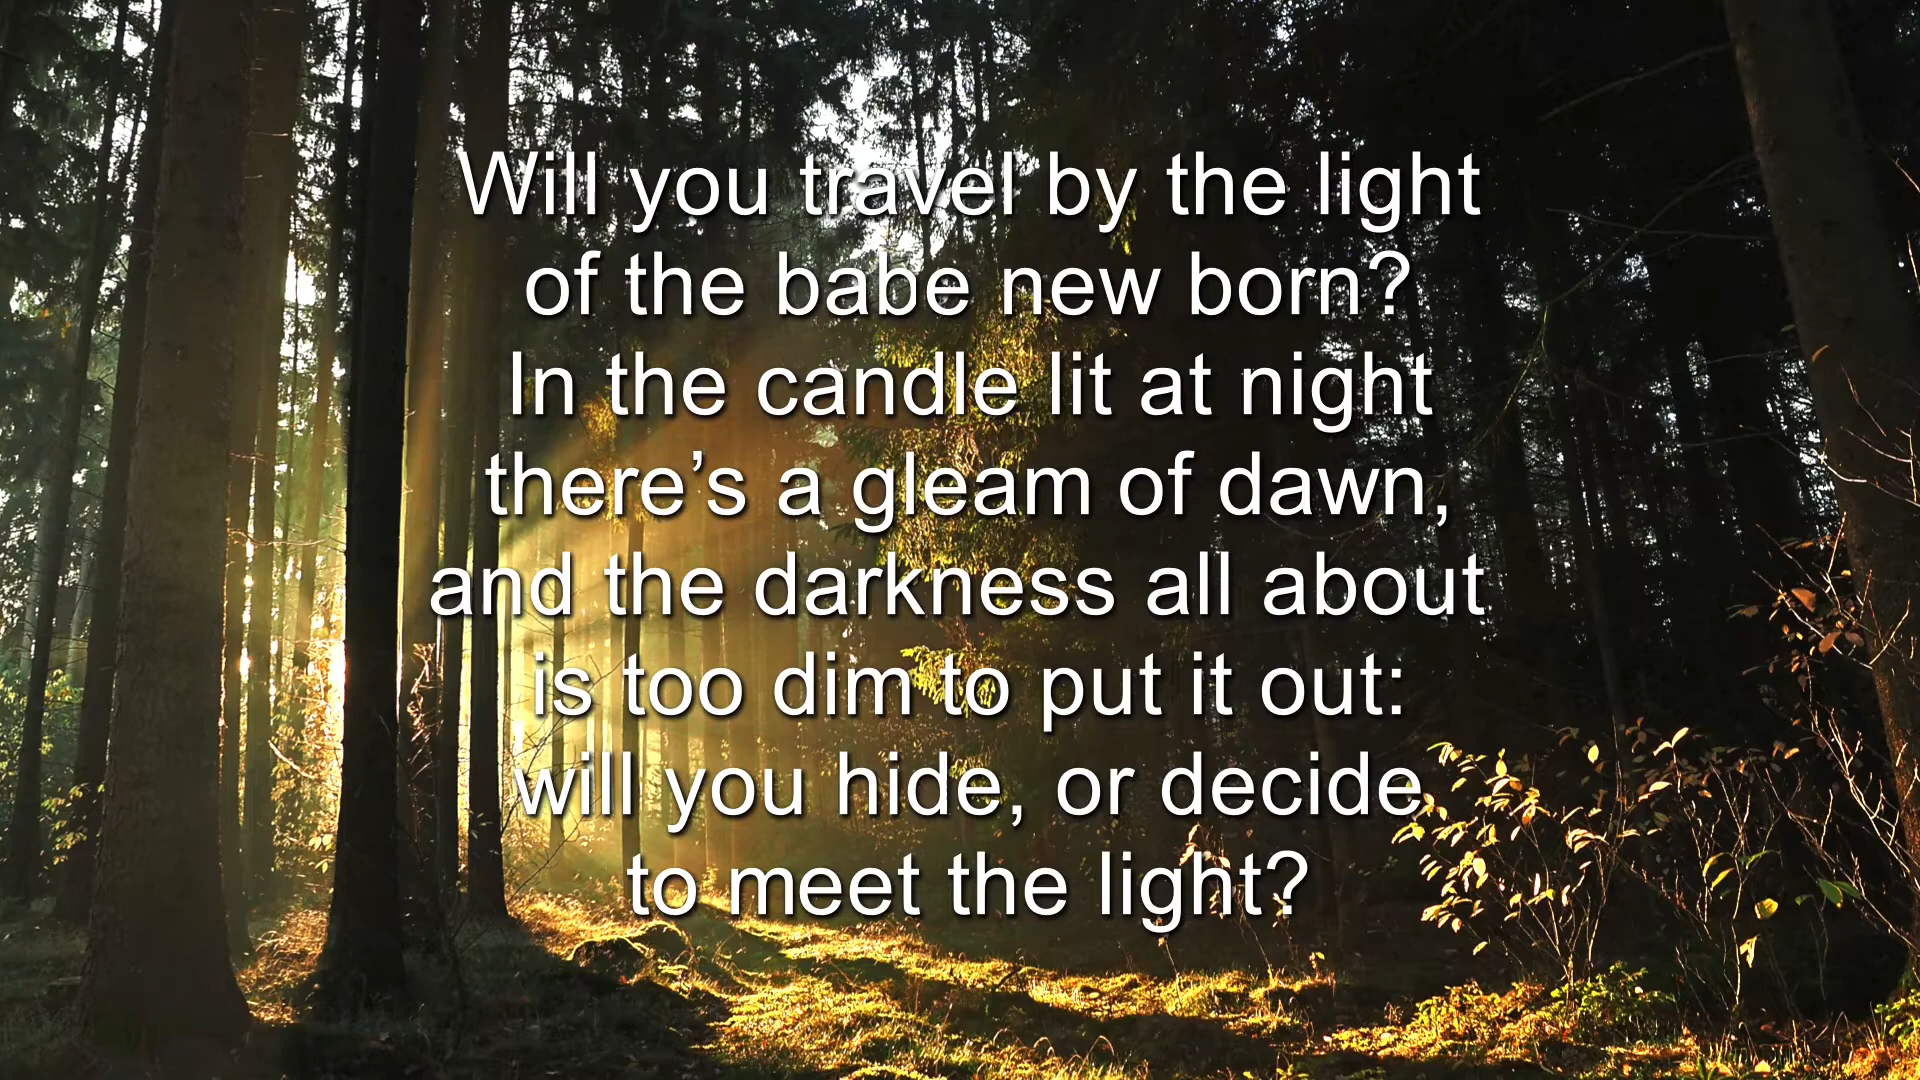 Will you travel by the light
of the babe new born?
In the candle lit at night
there’s a gleam of dawn,
and the darkness all about
is too dim to put it out:
will you hide, or decide
to meet the light?